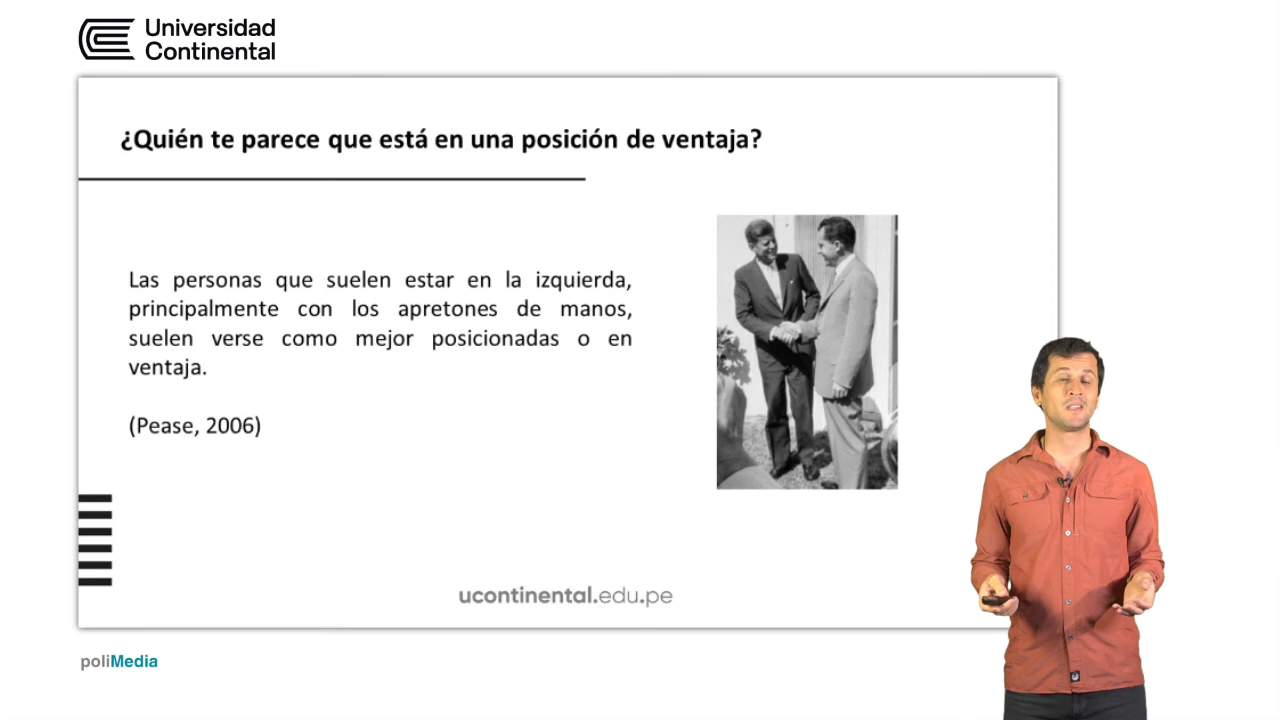 Universidad
Continental
¿Quién te parece que está en una posición de ventaja?
Las personas que suelen estar en la izquierda,
principalmente con los apretones de manos,
suelen verse como mejor posicionadas o en
ventaja.
(Pease, 2006)
ucontinental.edu.pe
poliMedia